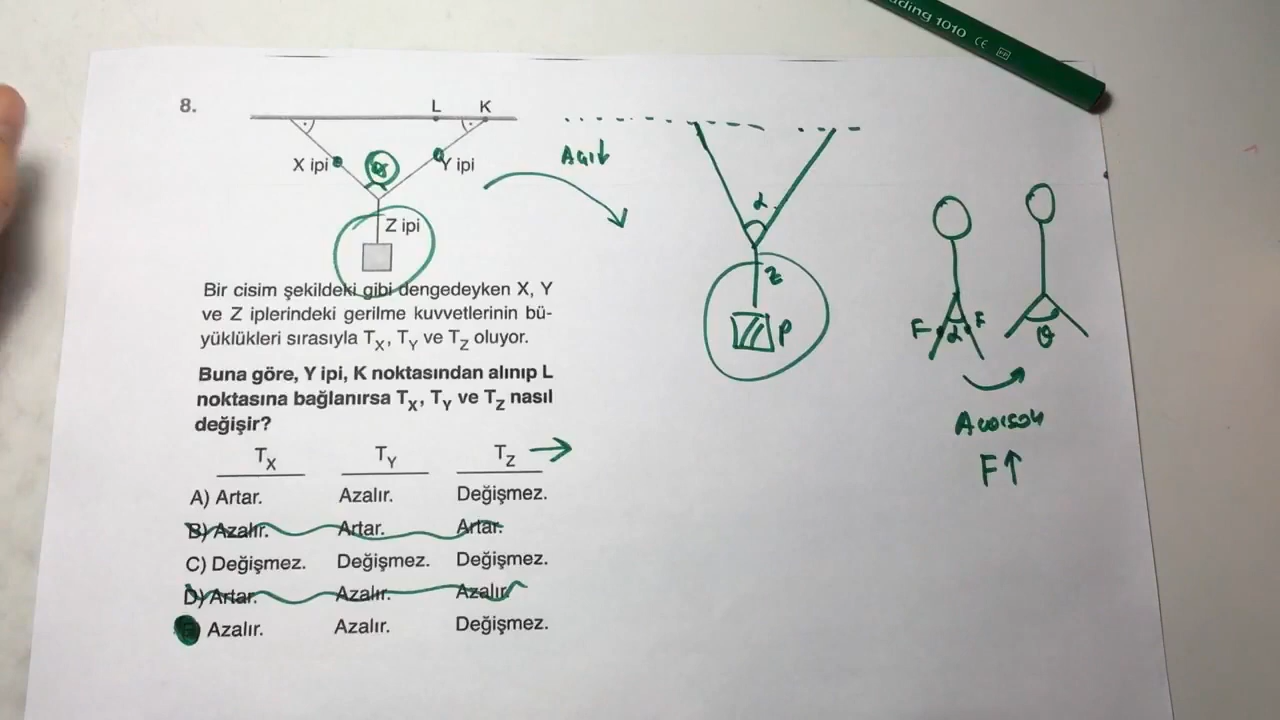 ding 1010 CE
8.
L K
X ipi
Y ipi
Z ipi
Açı↓
α
Z
P
F α F
θ
F↑
Bir cisim şekildeki gibi dengedeyken X, Y
ve Z iplerindeki gerilme kuvvetlerinin bü-
yüklükleri sırasıyla TX, TY ve TZ oluyor.
Buna göre, Y ipi, K noktasından alınıp L
noktasına bağlanırsa TX, TY ve TZ nasıl
değişir?
TX TY TZ →
A) Artar. Azalır. Değişmez.
B) Azalır. Artar. Artar.
C) Değişmez. Değişmez. Değişmez.
D) Artar. Azalır. Azalır.
Azalır. Azalır. Değişmez.